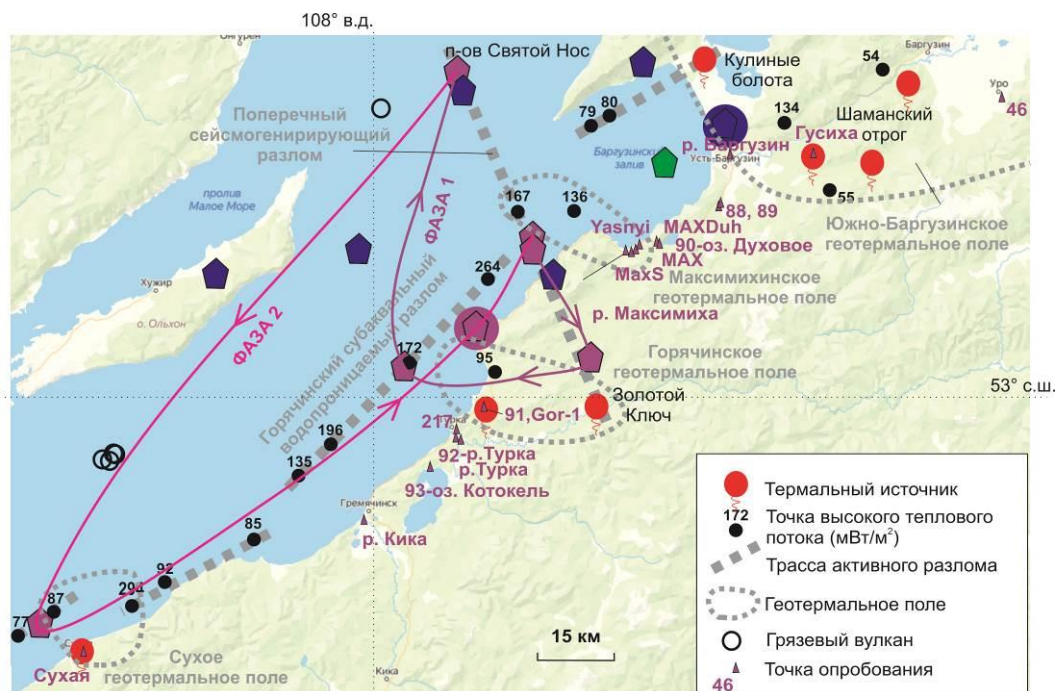 108° в.д.
Онгурен
п-ов Святой Нос
Кулиные
болота
54
Баргузин
Уро
46
80
79
134
Шаманский
отрог
Поперечный
сейсмогенирирующий
разлом
Баргузинский
залив
р. Баргузин
Усть-Баргузин
Гусиха
55
пролив
Малое Море
ФАЗА 1
167
136
88, 89
Южно-Баргузинское
геотермальное поле
Yasnyi
MAXDuh
90-оз. Духовое
MAX
MaxS
Максимихинское
геотермальное поле
р. Максимиха
264
Хужир
о. Ольхон
ФАЗА 2
Горячинский субаквальный
водопроницаемый разлом
172
95
Горячинское
геотермальное поле
53° с.ш.
Золотой
Ключ
91,Gor-1
217
92-р.Турка
р.Турка
93-оз. Котокель
196
135
Гремячинск
р. Кика
85
92
291
87
77
Сухая
Сухое
геотермальное поле
Кика
15 км
Термальный источник
172
Точка высокого теплового
потока (мВт/м²)
Трасса активного разлома
Геотермальное поле
Грязевый вулкан
Точка опробования
46